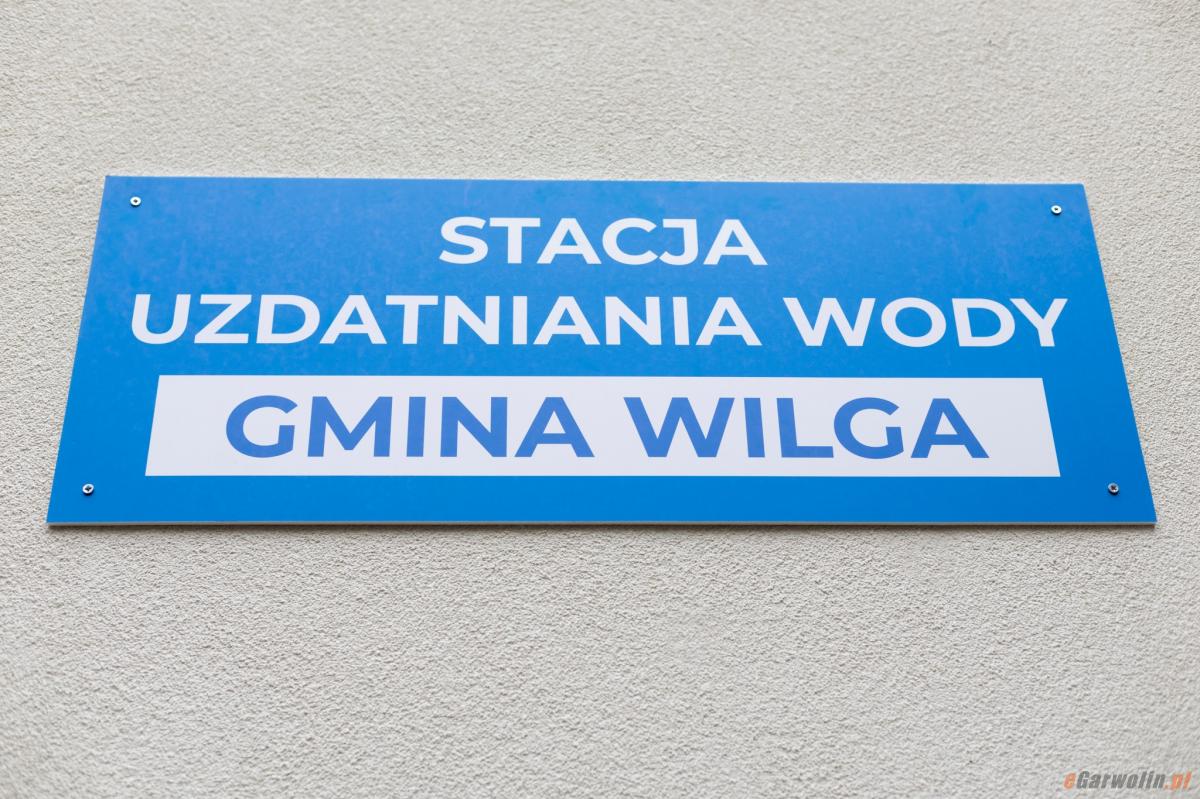 STACJA
UZDATNIANIA WODY
GMINA WILGA
eGarwolin.pl